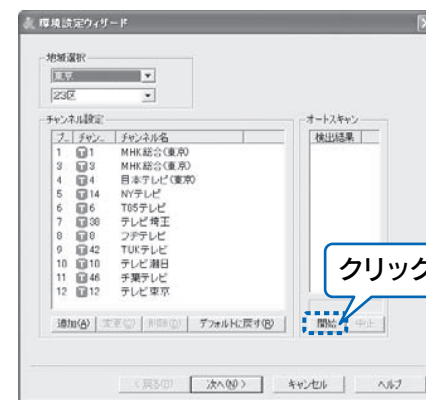 環境設定ウィザード
地域選択
東京
23区
チャンネル設定
プ.. チャン.. チャンネル名
1 1 MHK総合(東京)
3 3 MHK総合(東京)
4 4 日本テレビ(東京)
5 14 NYテレビ
6 6 T05テレビ
7 38 テレビ埼玉
8 8 フヂテレビ
9 42 TUKテレビ
10 10 テレビ潮日
11 46 千葉テレビ
12 12 テレビ東京
追加(A) 変更(C) 削除(D) デフォルトに戻す(R)
オートスキャン
検出結果
クリック
開始 中止
< 戻る(B) 次へ(N) > キャンセル ヘルプ